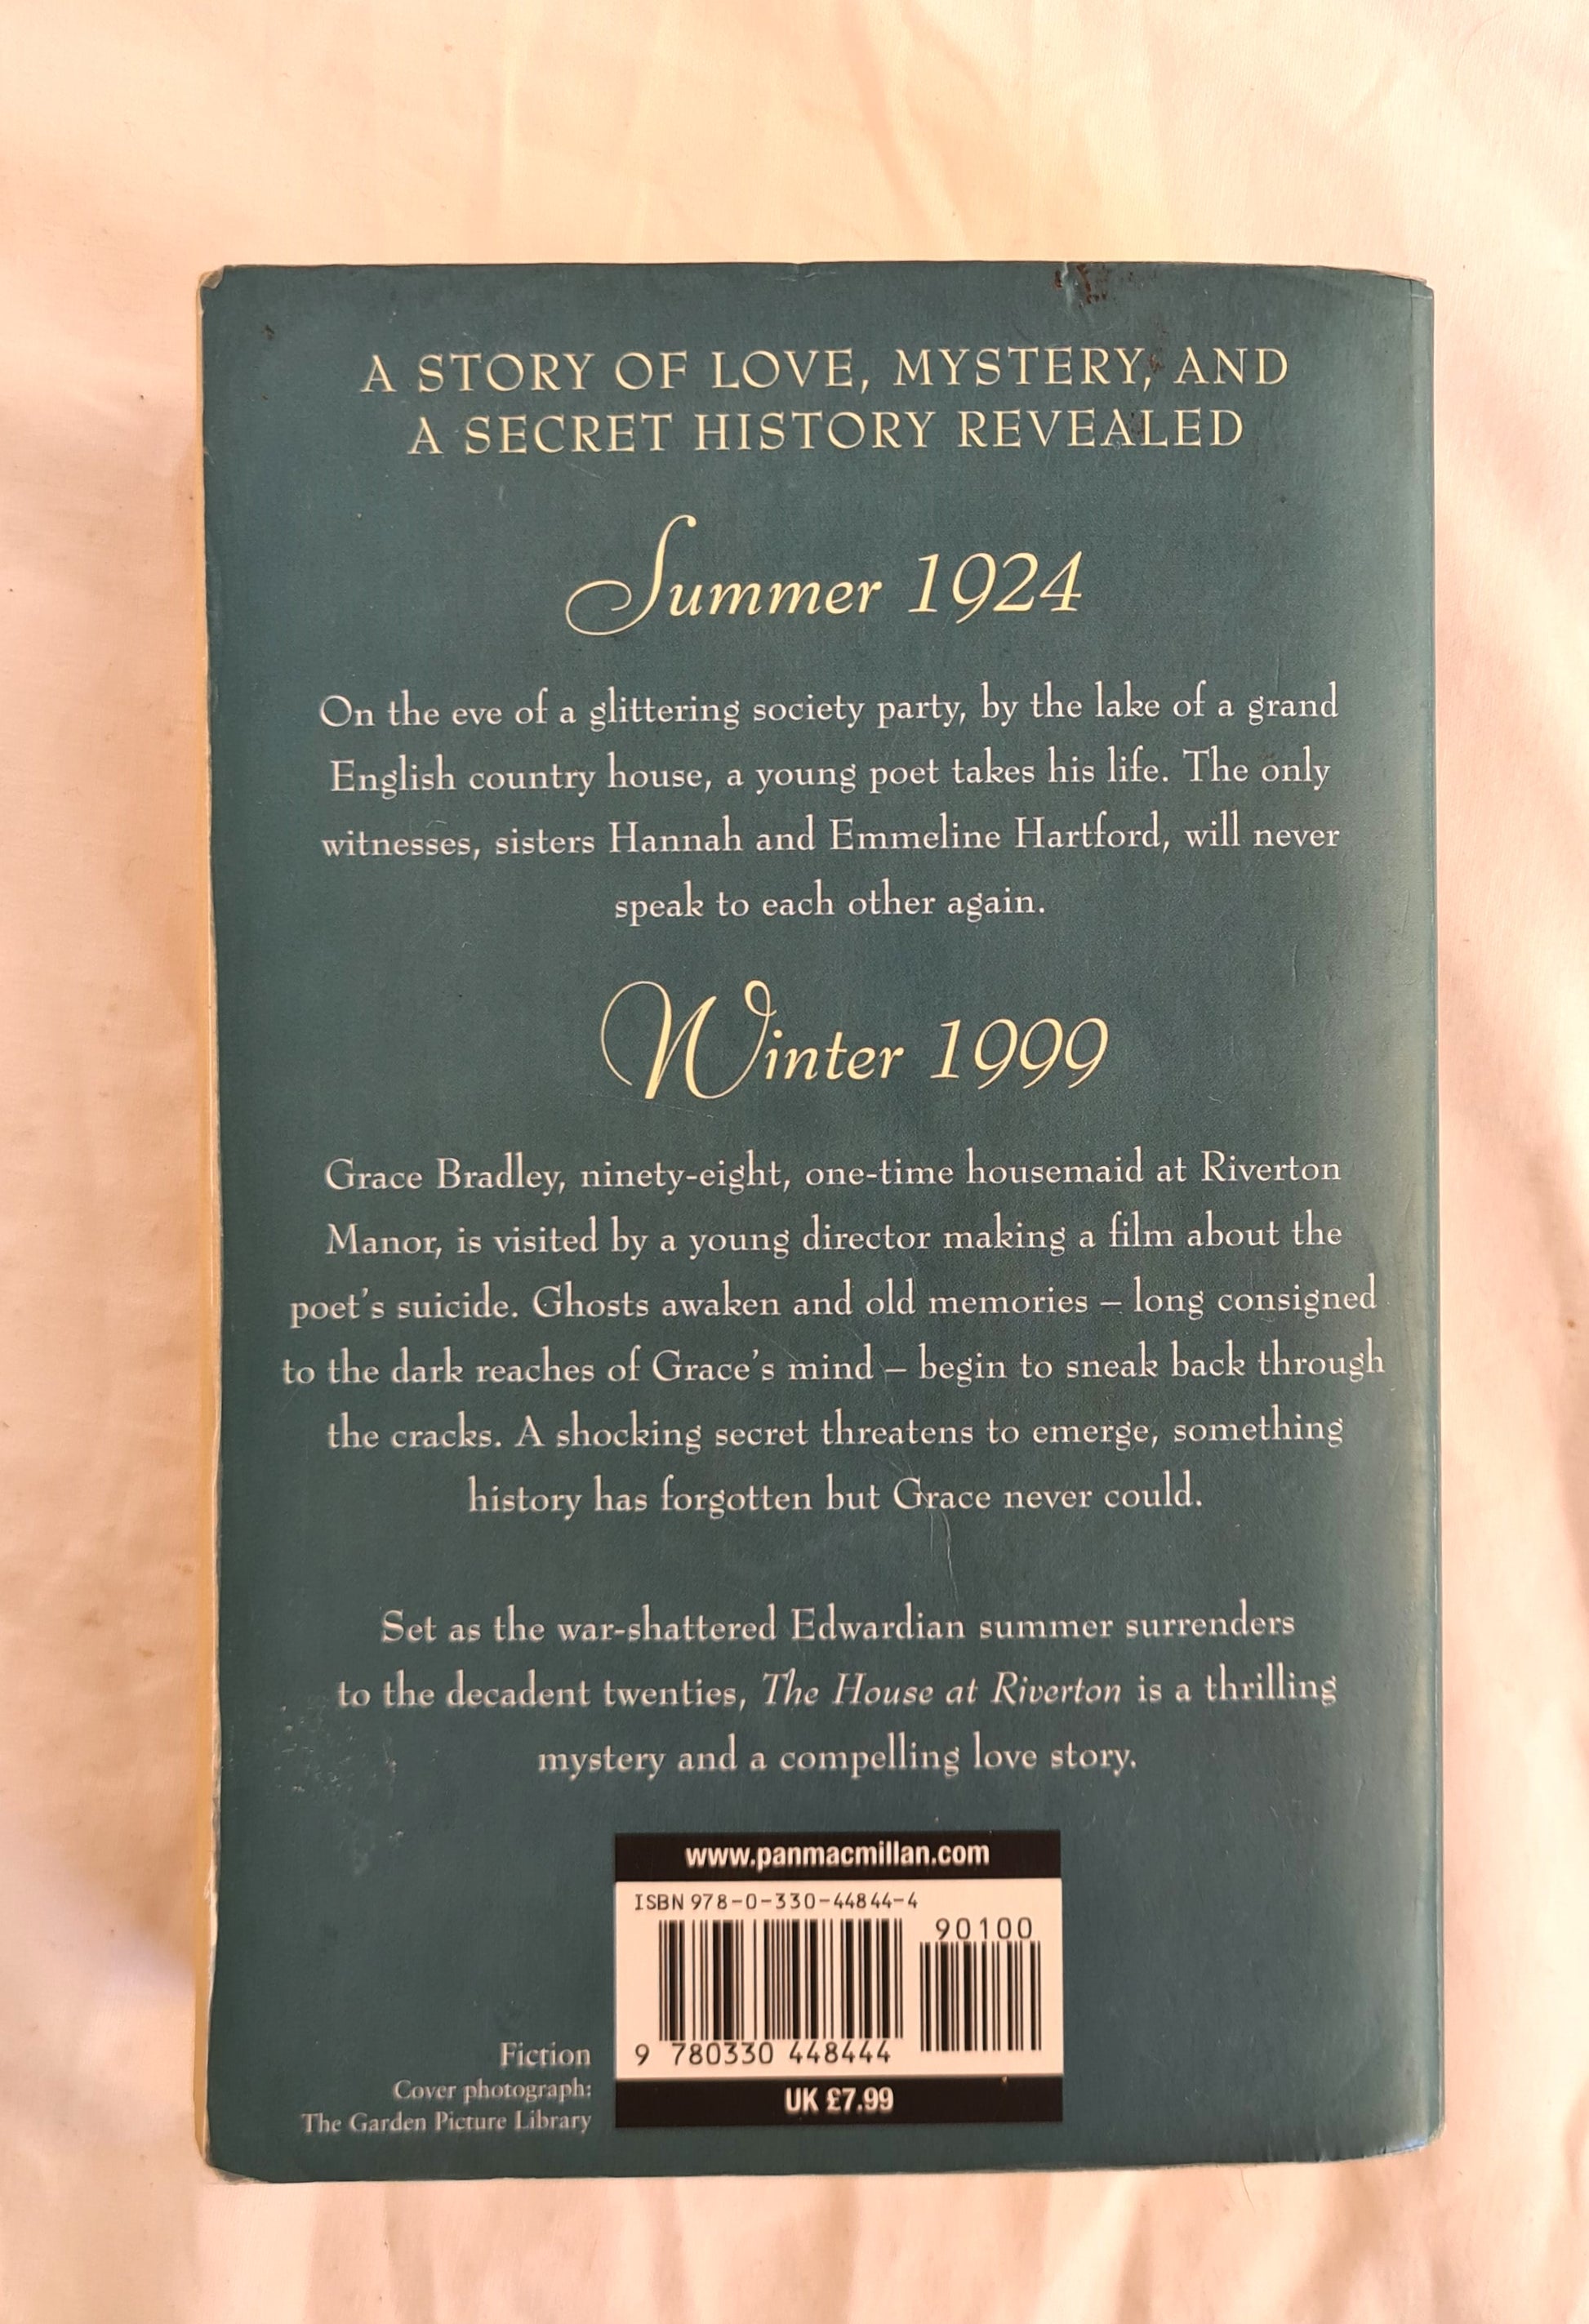 A STORY OF LOVE, MYSTERY, AND
A SECRET HISTORY REVEALED
Summer 1924
On the eve of a glittering society party, by the lake of a grand
English country house, a young poet takes his life. The only
witnesses, sisters Hannah and Emmeline Hartford, will never
speak to each other again.
Winter 1999
Grace Bradley, ninety-eight, one-time housemaid at Riverton
Manor, is visited by a young director making a film about the
poet's suicide. Ghosts awaken and old memories – long consigned
to the dark reaches of Grace's mind – begin to sneak back through
the cracks. A shocking secret threatens to emerge, something
history has forgotten but Grace never could.
Set as the war-shattered Edwardian summer surrenders
to the decadent twenties, The House at Riverton is a thrilling
mystery and a compelling love story.
www.panmacmillan.com
ISBN 978-0-330-44844-4
90100
9 780330 448444
UK £7.99
Fiction
Cover photograph:
The Garden Picture Library